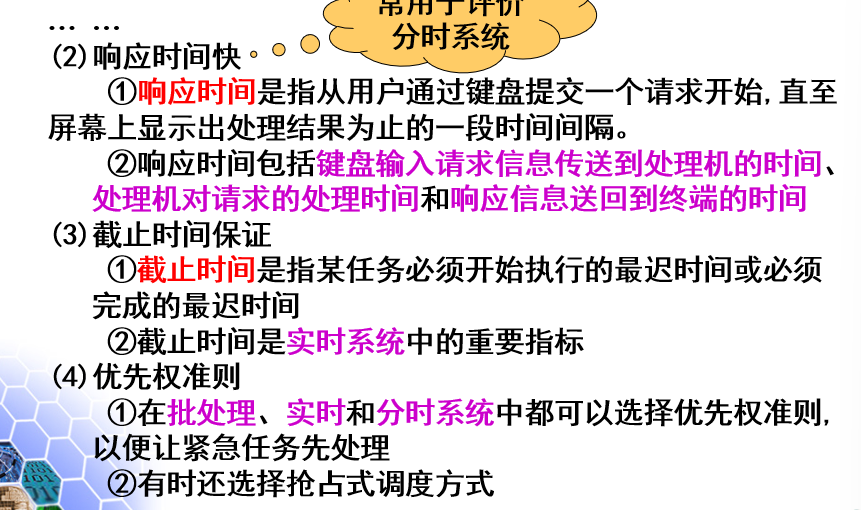 常用于评价
分时系统
… …
(2)响应时间快
①响应时间是指从用户通过键盘提交一个请求开始,直至
屏幕上显示出处理结果为止的一段时间间隔。
②响应时间包括键盘输入请求信息传送到处理机的时间、
处理机对请求的处理时间和响应信息送回到终端的时间
(3)截止时间保证
①截止时间是指某任务必须开始执行的最迟时间或必须
完成的最迟时间
②截止时间是实时系统中的重要指标
(4)优先权准则
①在批处理、实时和分时系统中都可以选择优先权准则,
以便让紧急任务先处理
②有时还选择抢占式调度方式